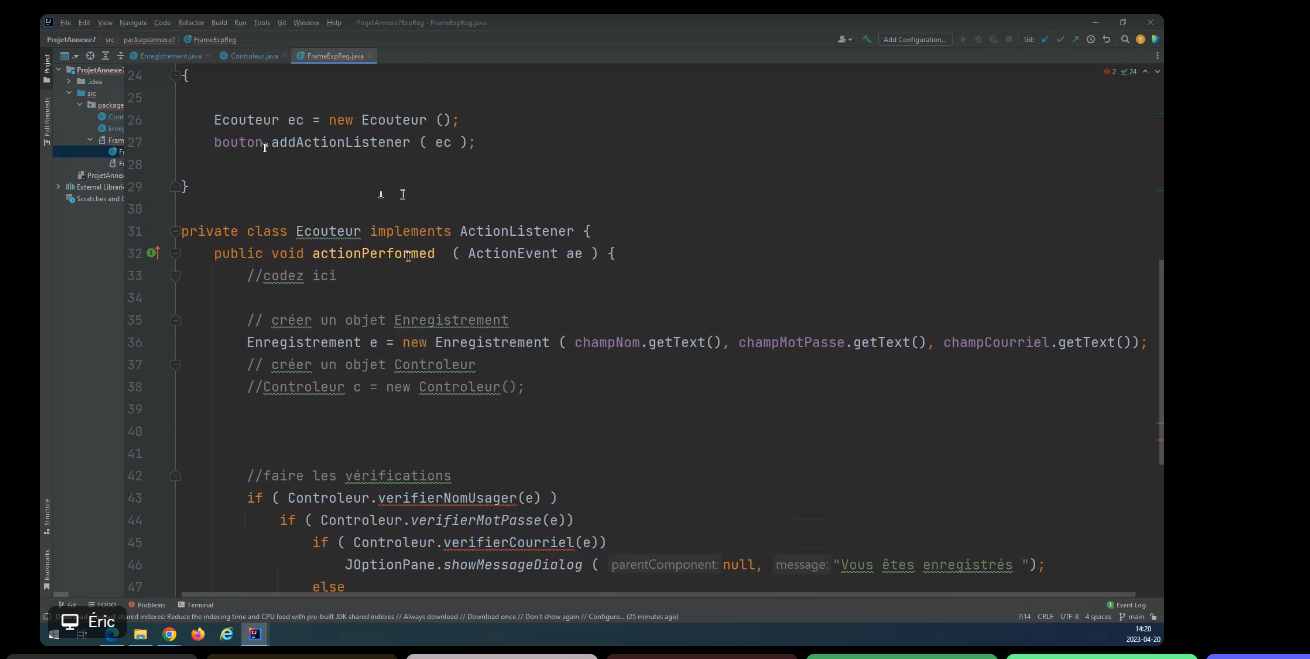 File Edit View Navigate Code Refactor Build Run Tools Git Window Help ProjetAnnexe7ExpReg - FrameExpReg.java
ProjetAnnexe7 src packageannexe7 FrameExpReg Add Configuration... Git:
Project Enregistrement.java Controleur.java FrameExpReg.java
ProjetAnnexe7
.idea
src
package
Cont
Enre
Fram
Fr
Fr
ProjetAnnex
External Librarie
Scratches and C
Pull Requests
Structure
Bookmarks
2 24
24 {
25
26 Ecouteur ec = new Ecouteur ();
27 bouton.addActionListener ( ec );
28
29 }
30
31 private class Ecouteur implements ActionListener {
32 public void actionPerformed ( ActionEvent ae ) {
33 //codez ici
34
35 // créer un objet Enregistrement
36 Enregistrement e = new Enregistrement ( champNom.getText(), champMotPasse.getText(), champCourriel.getText());
37 // créer un objet Controleur
38 //Controleur c = new Controleur();
39
40
41
42 //faire les vérifications
43 if ( Controleur.verifierNomUsager(e) )
44 if ( Controleur.verifierMotPasse(e))
45 if ( Controleur.verifierCourriel(e))
46 JOptionPane.showMessageDialog ( parentComponent: null, message: "Vous êtes enregistrés ");
47 else
Git TODO Problems Terminal Event Log
shared indexes: Reduce the indexing time and CPU load with pre-built JDK shared indexes // Always download // Download once // Don't show again // Configure... (25 minutes ago) 7:14 CRLF UTF-8 4 spaces main
Éric
14:20
2023-04-20